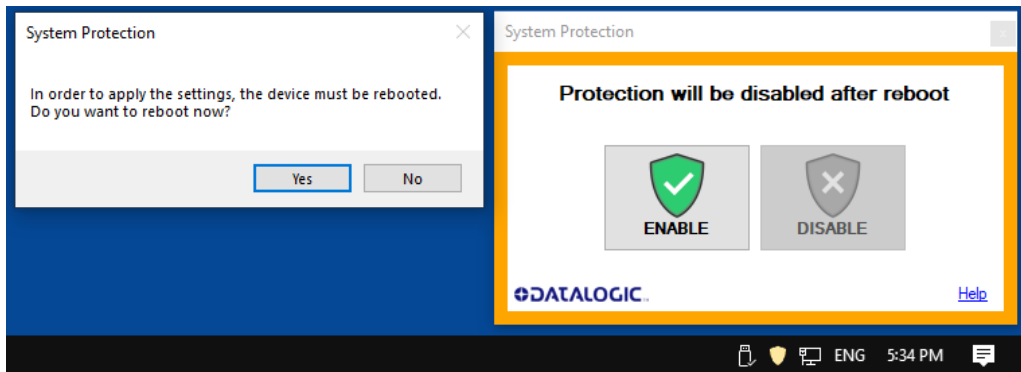 System Protection
In order to apply the settings, the device must be rebooted.
Do you want to reboot now?
Yes
No
System Protection
x
Protection will be disabled after reboot
ENABLE
DISABLE
DATALOGIC
Help
ENG
5:34 PM